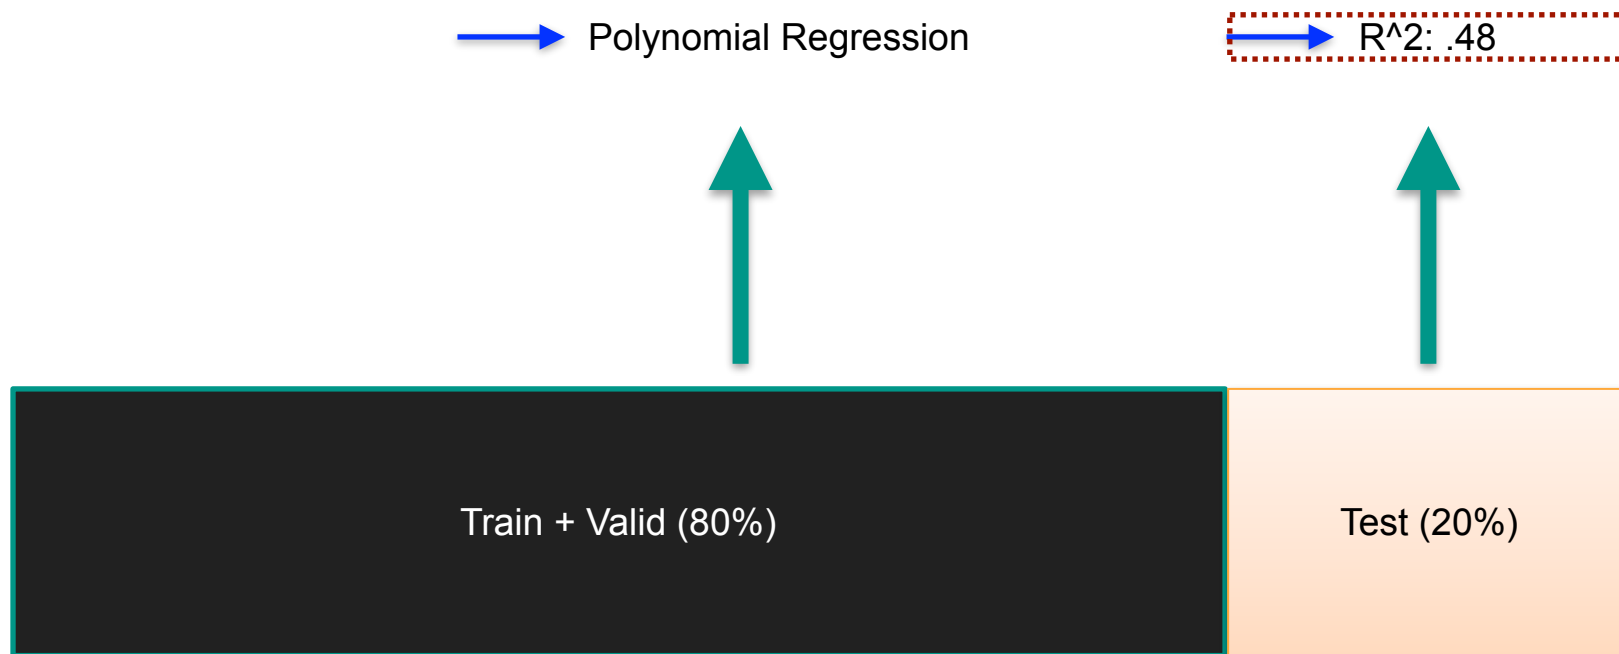 Polynomial Regression
R^2: .48
Train + Valid (80%)
Test (20%)